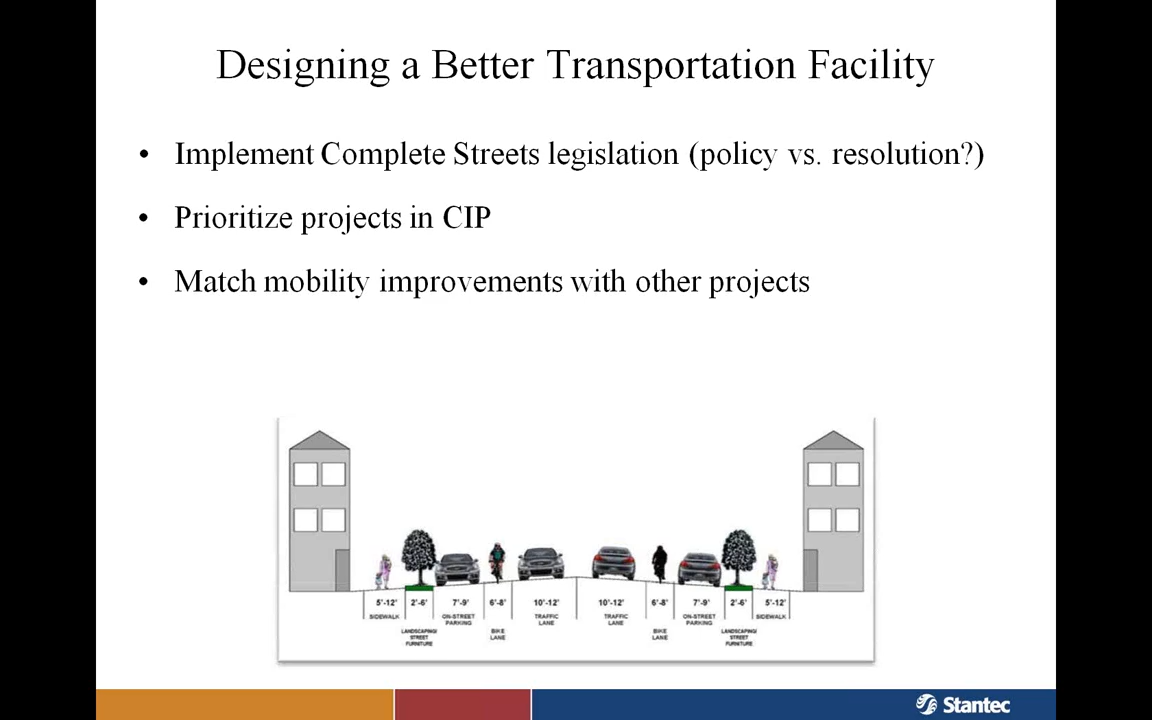 Designing a Better Transportation Facility
• Implement Complete Streets legislation (policy vs. resolution?)
• Prioritize projects in CIP
• Match mobility improvements with other projects
5'-12' 2'-6' 7'-9' 6'-8' 10'-12' 10'-12' 6'-8' 7'-9' 2'-6' 5'-12'
SIDEWALK
LANDSCAPING/
STREET
FURNITURE
ON-STREET
PARKING
BIKE
LANE
TRAFFIC
LANE
TRAFFIC
LANE
BIKE
LANE
ON-STREET
PARKING
LANDSCAPING/
STREET
FURNITURE
SIDEWALK
Stantec